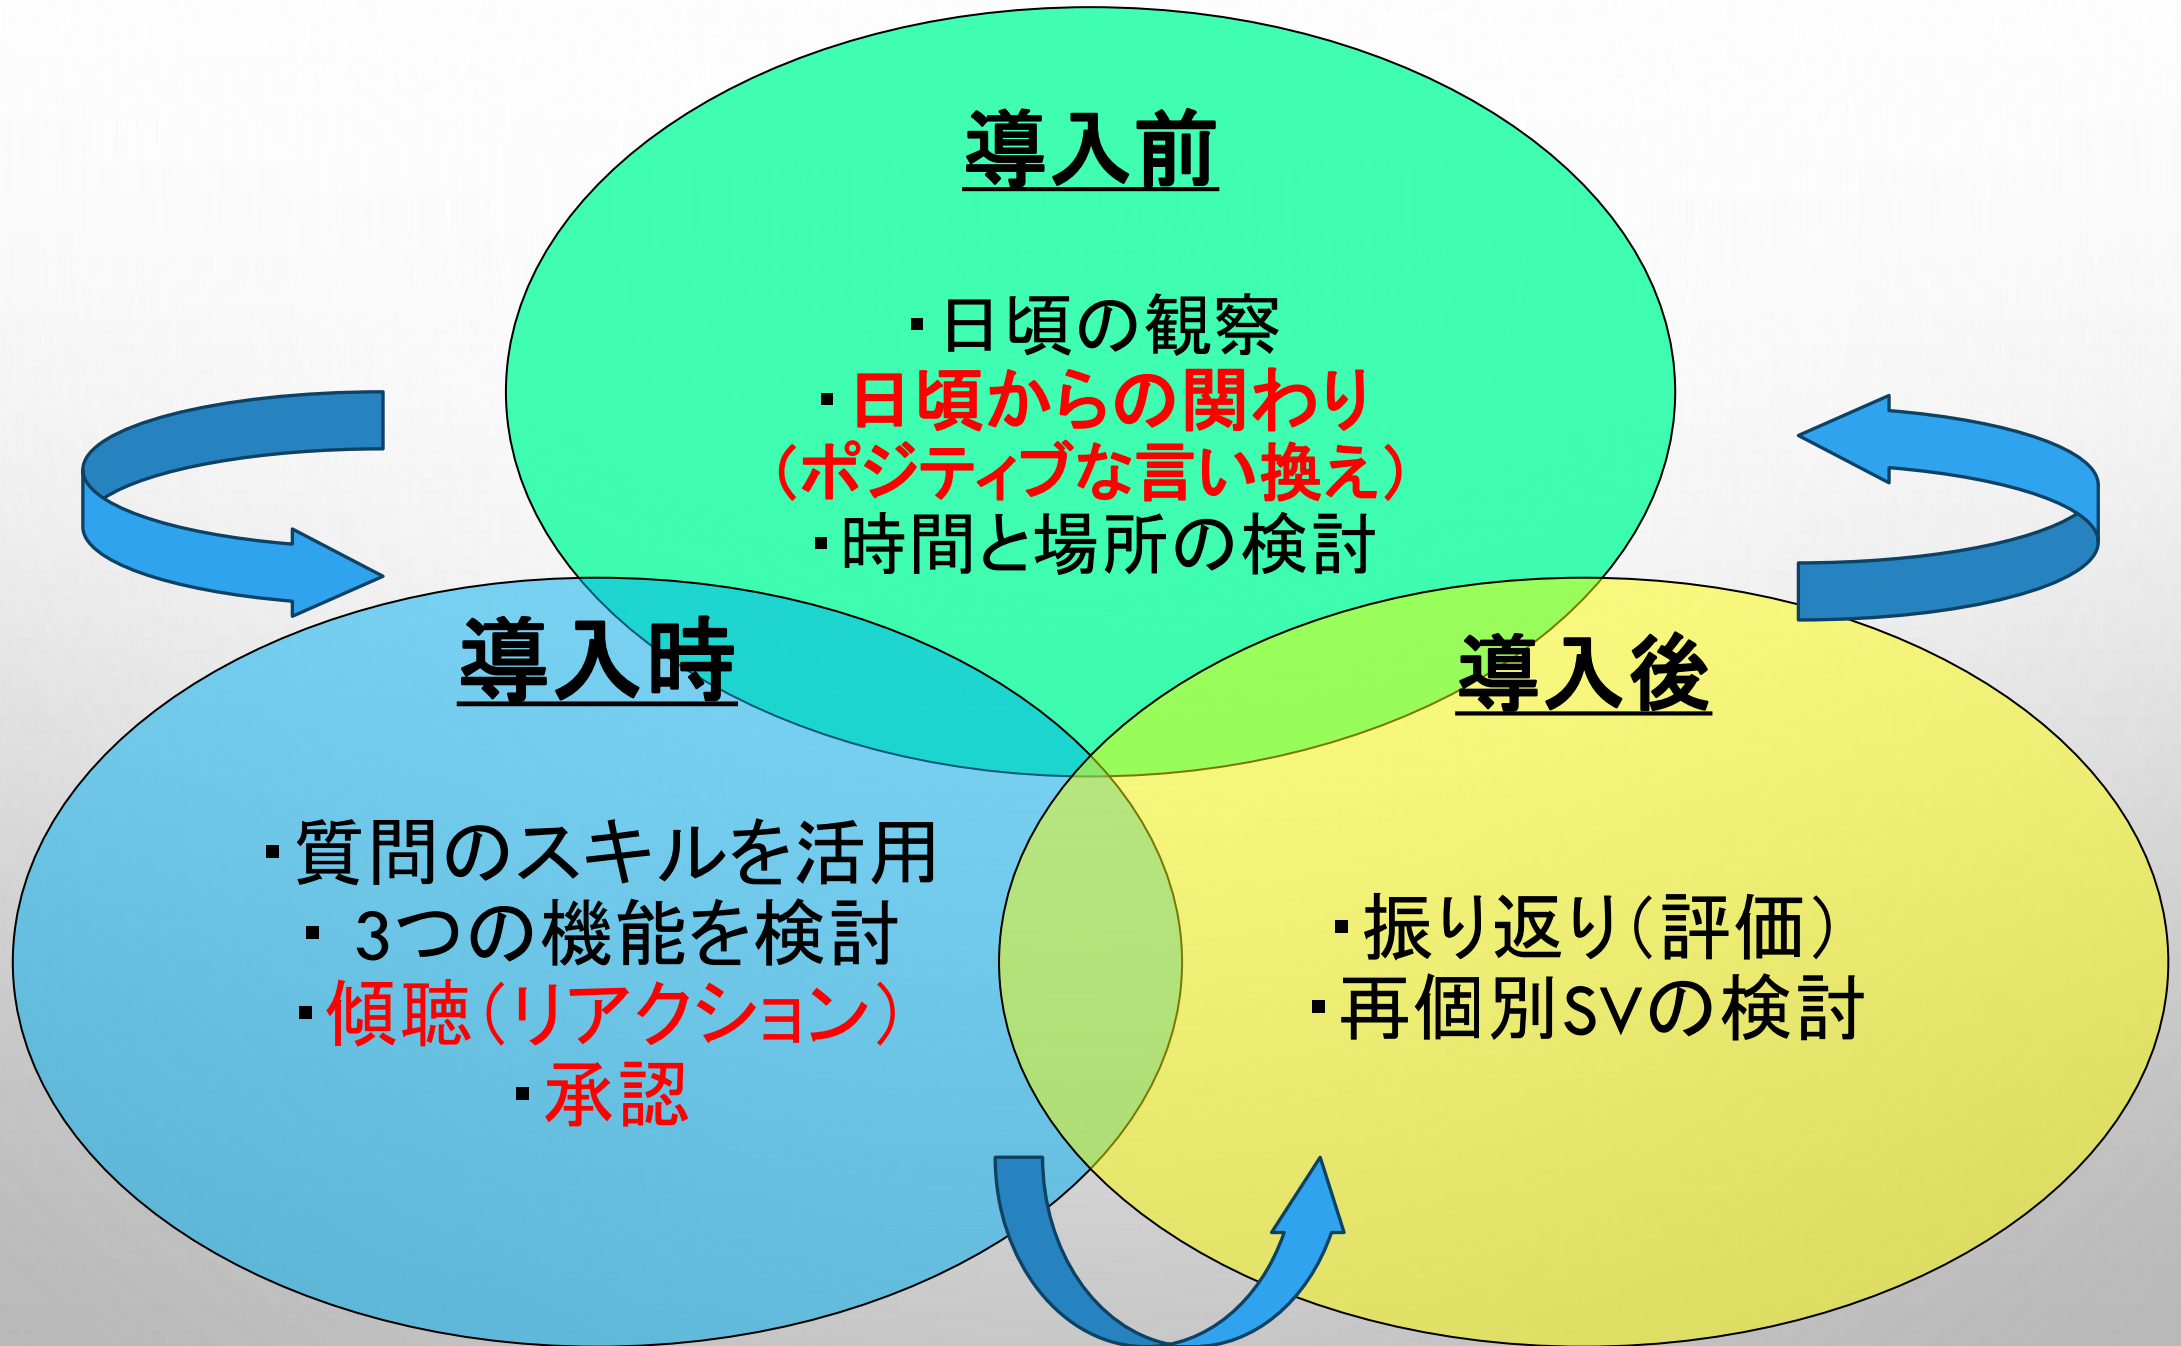 導入前
・日頃の観察
・日頃からの関わり
（ポジティブな言い換え）
・時間と場所の検討
導入時
・質問のスキルを活用
・3つの機能を検討
・傾聴（リアクション）
・承認
導入後
・振り返り（評価）
・再個別SVの検討